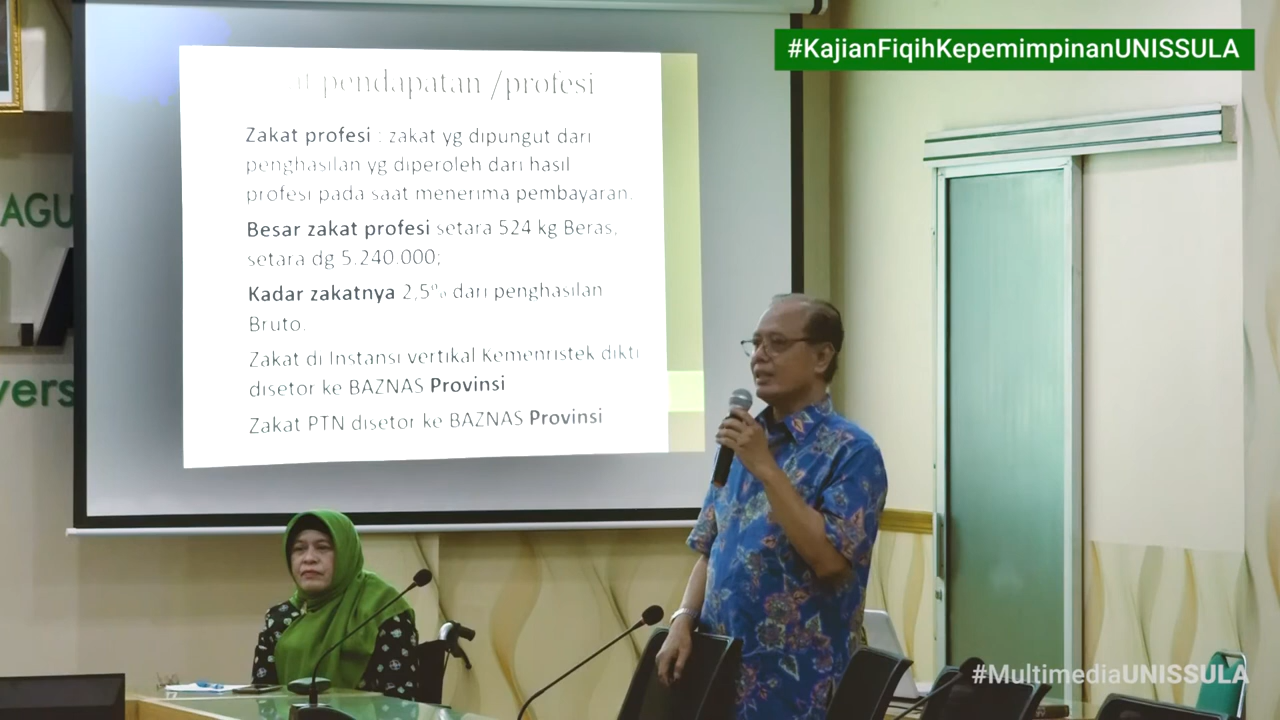 #KajianFiqihKepemimpinanUNISSULA
pendapatan /profesi
Zakat profesi : zakat yg dipungut dari
penghasilan yg diperoleh dari hasil
profesi pada saat menerima pembayaran.
Besar zakat profesi setara 524 kg Beras,
setara dg 5.240.000;
Kadar zakatnya 2,5% dari penghasilan
Bruto.
Zakat di Instansi vertikal Kemenristek dikti
disetor ke BAZNAS Provinsi
Zakat PTN disetor ke BAZNAS Provinsi
AGU
vers
#MultimediaUNISSULA